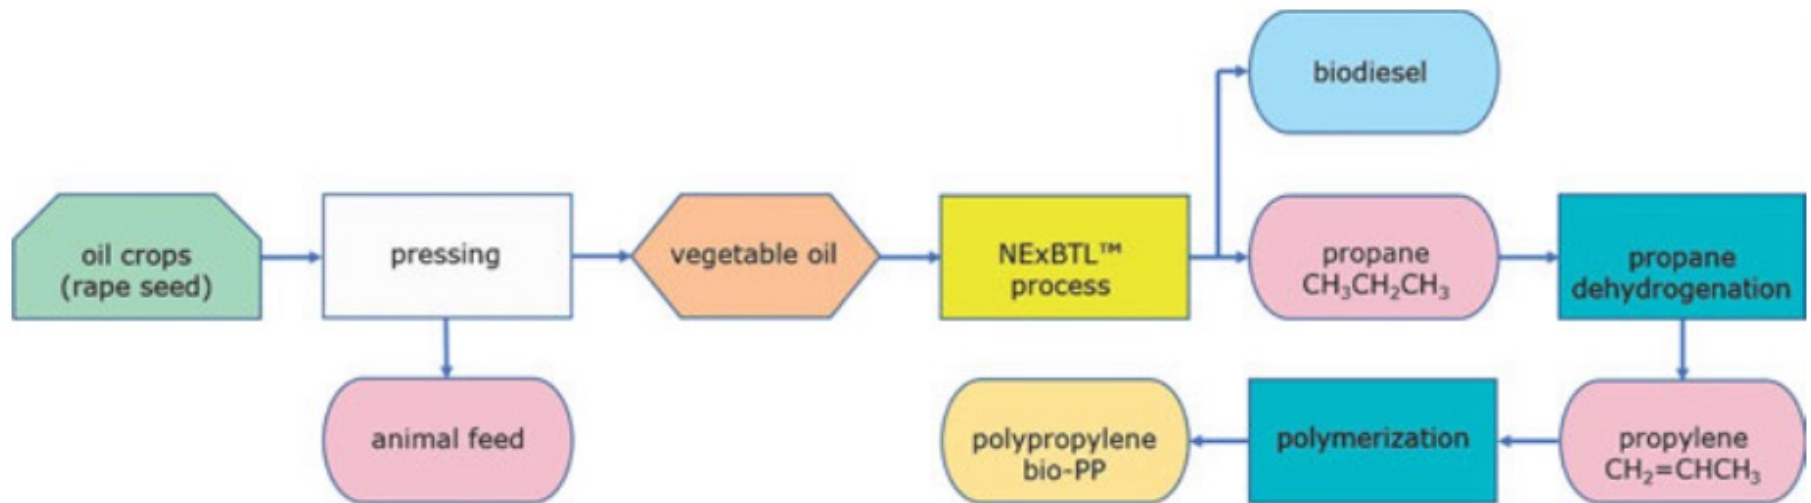 biodiesel
oil crops
(rape seed)
pressing
vegetable oil
NExBTL™
process
propane
CH₃CH₂CH₃
propane
dehydrogenation
animal feed
polypropylene
bio-PP
polymerization
propylene
CH₂=CHCH₃